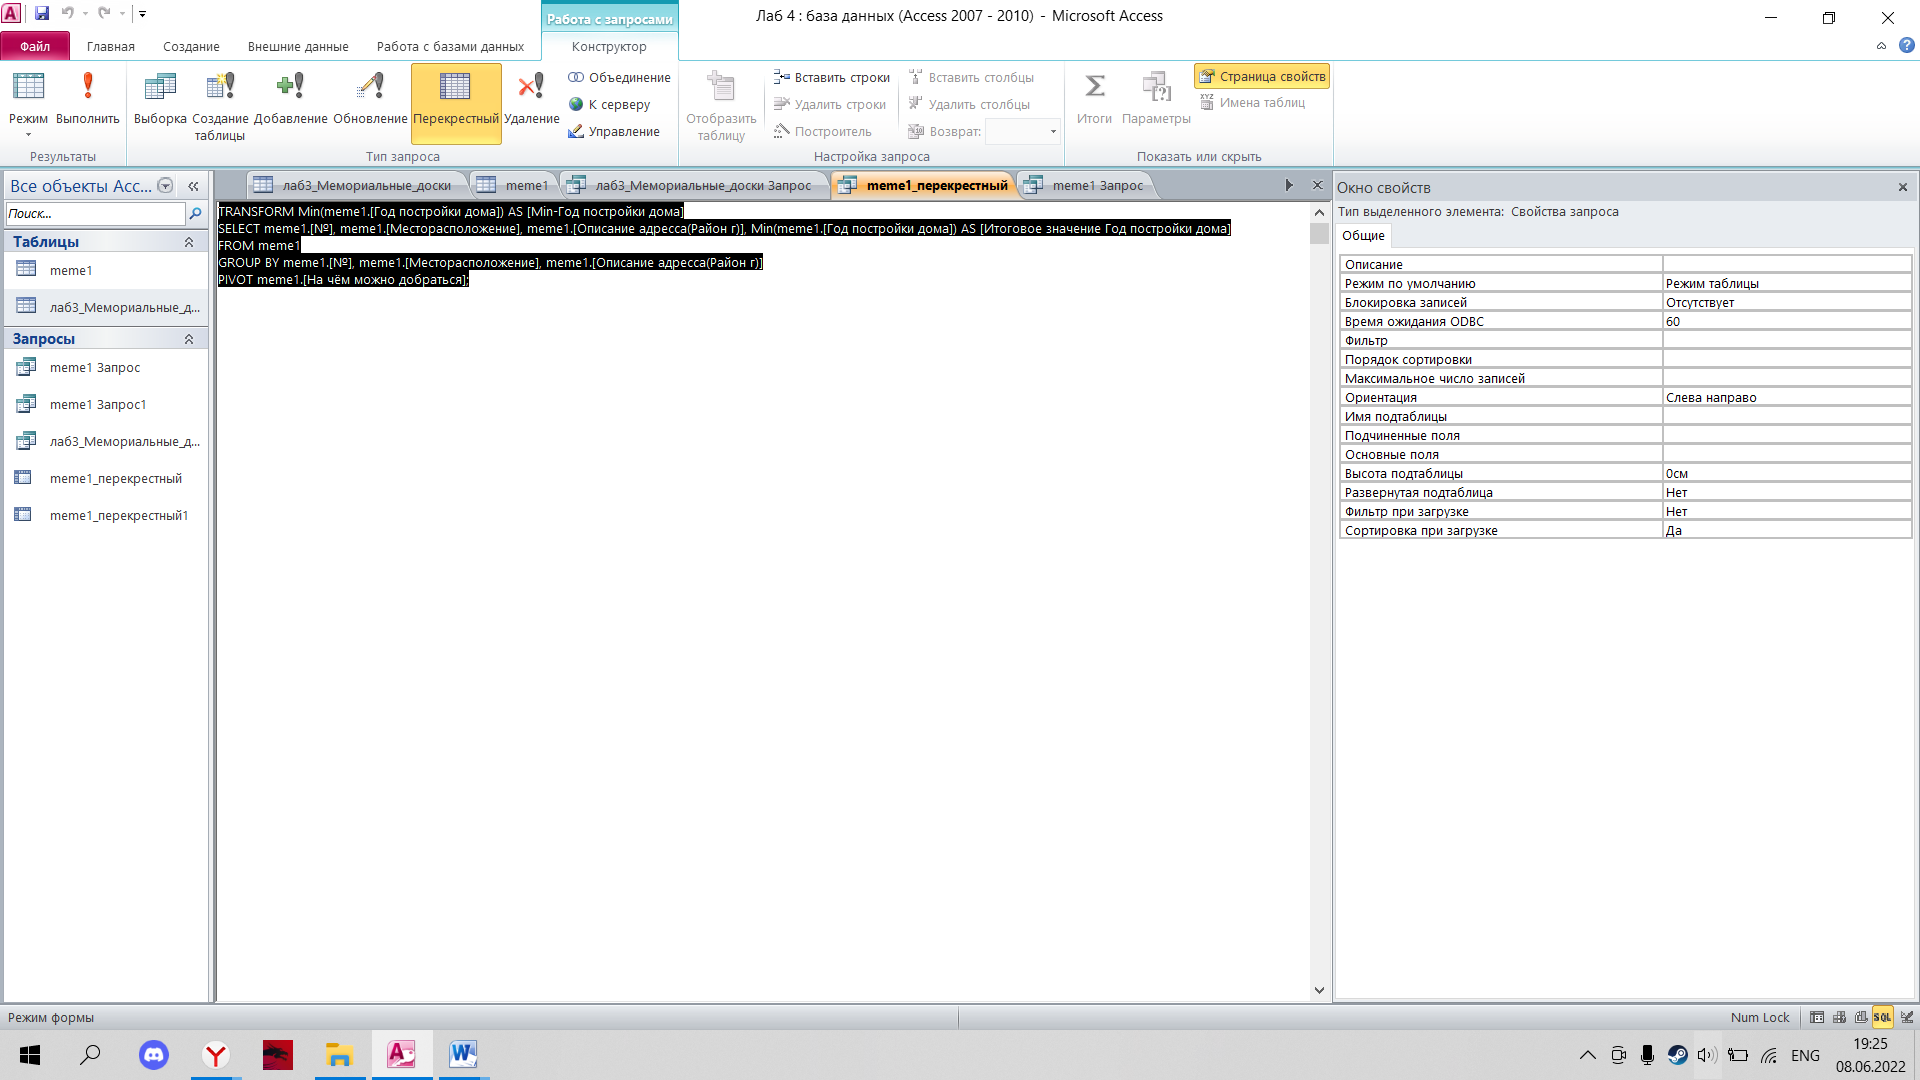 Работа с запросами
Лаб 4 : база данных (Access 2007 - 2010) - Microsoft Access
Файл
Главная
Создание
Внешние данные
Работа с базами данных
Конструктор
Режим
Выполнить
Результаты
Выборка
Создание таблицы
Добавление
Обновление
Перекрестный
Удаление
Объединение
К серверу
Управление
Тип запроса
Отобразить таблицу
Вставить строки
Удалить строки
Построитель
Вставить столбцы
Удалить столбцы
Возврат:
Настройка запроса
Итоги
Параметры
Страница свойств
Имена таблиц
Показать или скрыть
Все объекты Acc...
Поиск...
Таблицы
meme1
лаб3_Мемориальные_д...
Запросы
meme1 Запрос
meme1 Запрос1
лаб3_Мемориальные_д...
meme1_перекрестный
meme1_перекрестный1
лаб3_Мемориальные_доски
meme1
лаб3_Мемориальные_доски Запрос
meme1_перекрестный
meme1 Запрос
TRANSFORM Min(meme1.[Год постройки дома]) AS [Min-Год постройки дома]
SELECT meme1.[№], meme1.[Месторасположение], meme1.[Описание адресса(Район г)], Min(meme1.[Год постройки дома]) AS [Итоговое значение Год постройки дома]
FROM meme1
GROUP BY meme1.[№], meme1.[Месторасположение], meme1.[Описание адресса(Район г)]
PIVOT meme1.[На чём можно добраться];
Окно свойств
Тип выделенного элемента: Свойства запроса
Общие
Описание
Режим по умолчанию Режим таблицы
Блокировка записей Отсутствует
Время ожидания ODBC 60
Фильтр
Порядок сортировки
Максимальное число записей
Ориентация Слева направо
Имя подтаблицы
Подчиненные поля
Основные поля
Высота подтаблицы 0см
Развернутая подтаблица Нет
Фильтр при загрузке Нет
Сортировка при загрузке Да
Режим формы
Num Lock
SQL
ENG
19:25
08.06.2022